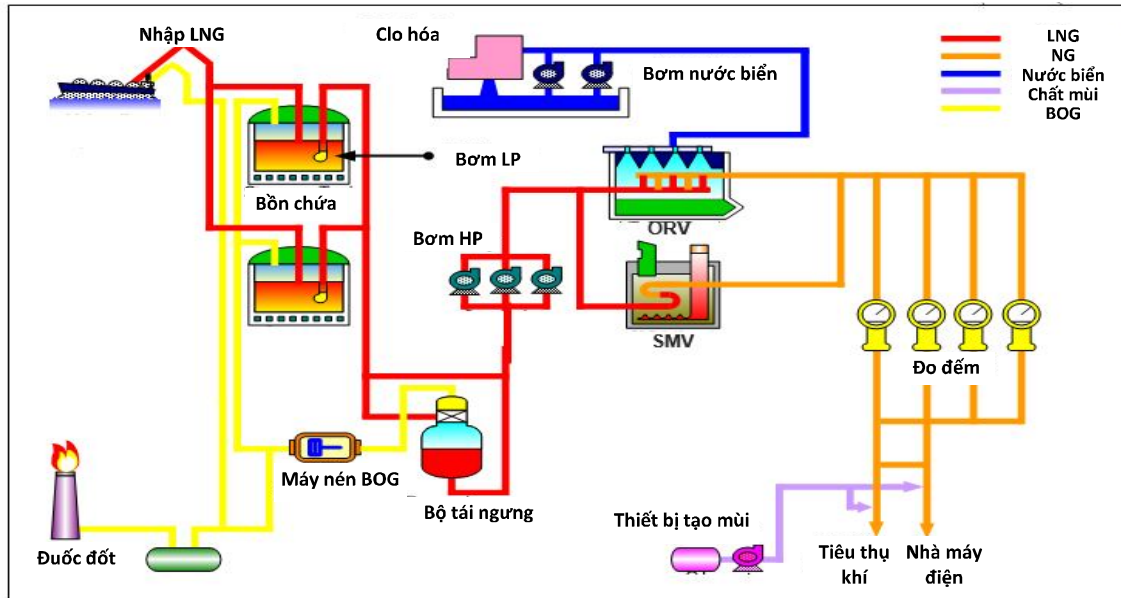 Nhập LNG
Clo hóa
Bơm nước biển
LNG
NG
Nước biển
Chất mùi
BOG
Bơm LP
Bồn chứa
ORV
Bơm HP
SMV
Đo đếm
Máy nén BOG
Bộ tái ngưng
Đuốc đốt
Thiết bị tạo mùi
Tiêu thụ
khí
Nhà máy
điện